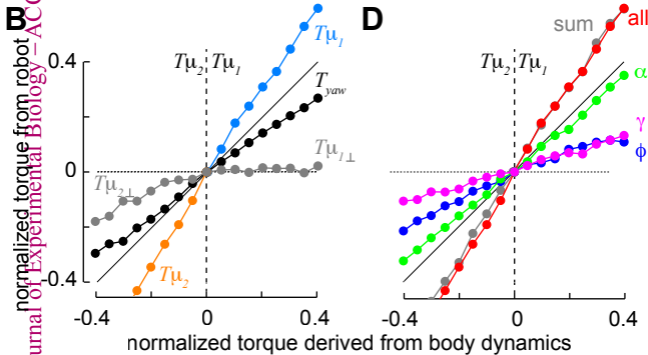 B
D
urnal of Experimental Biology – ACC
normalized torque from robot
0.4
0
-0.4
Tμ2 Tμ1
Tμ1
Tyaw
Tμ1⊥
Tμ2⊥
Tμ2
-0.4 0 0.4
Tμ2 Tμ1
sum
all
α
γ
ϕ
-0.4 0 0.4
normalized torque derived from body dynamics